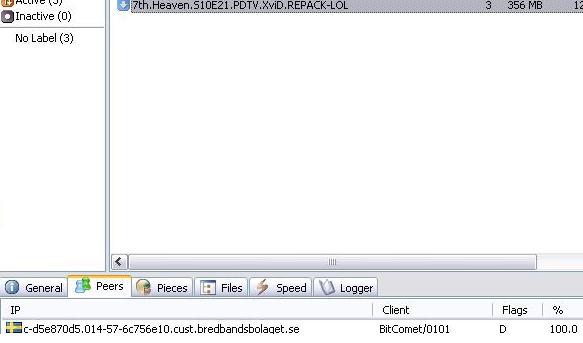 Active (3)
7th.Heaven.S10E21.PDTV.XviD.REPACK-LOL 3 356 MB 12
Inactive (0)
No Label (3)
General Peers Pieces Files Speed Logger
IP Client Flags %
c-d5e870d5.014-57-6c756e10.cust.bredbandsbolaget.se BitComet/0101 D 100.0